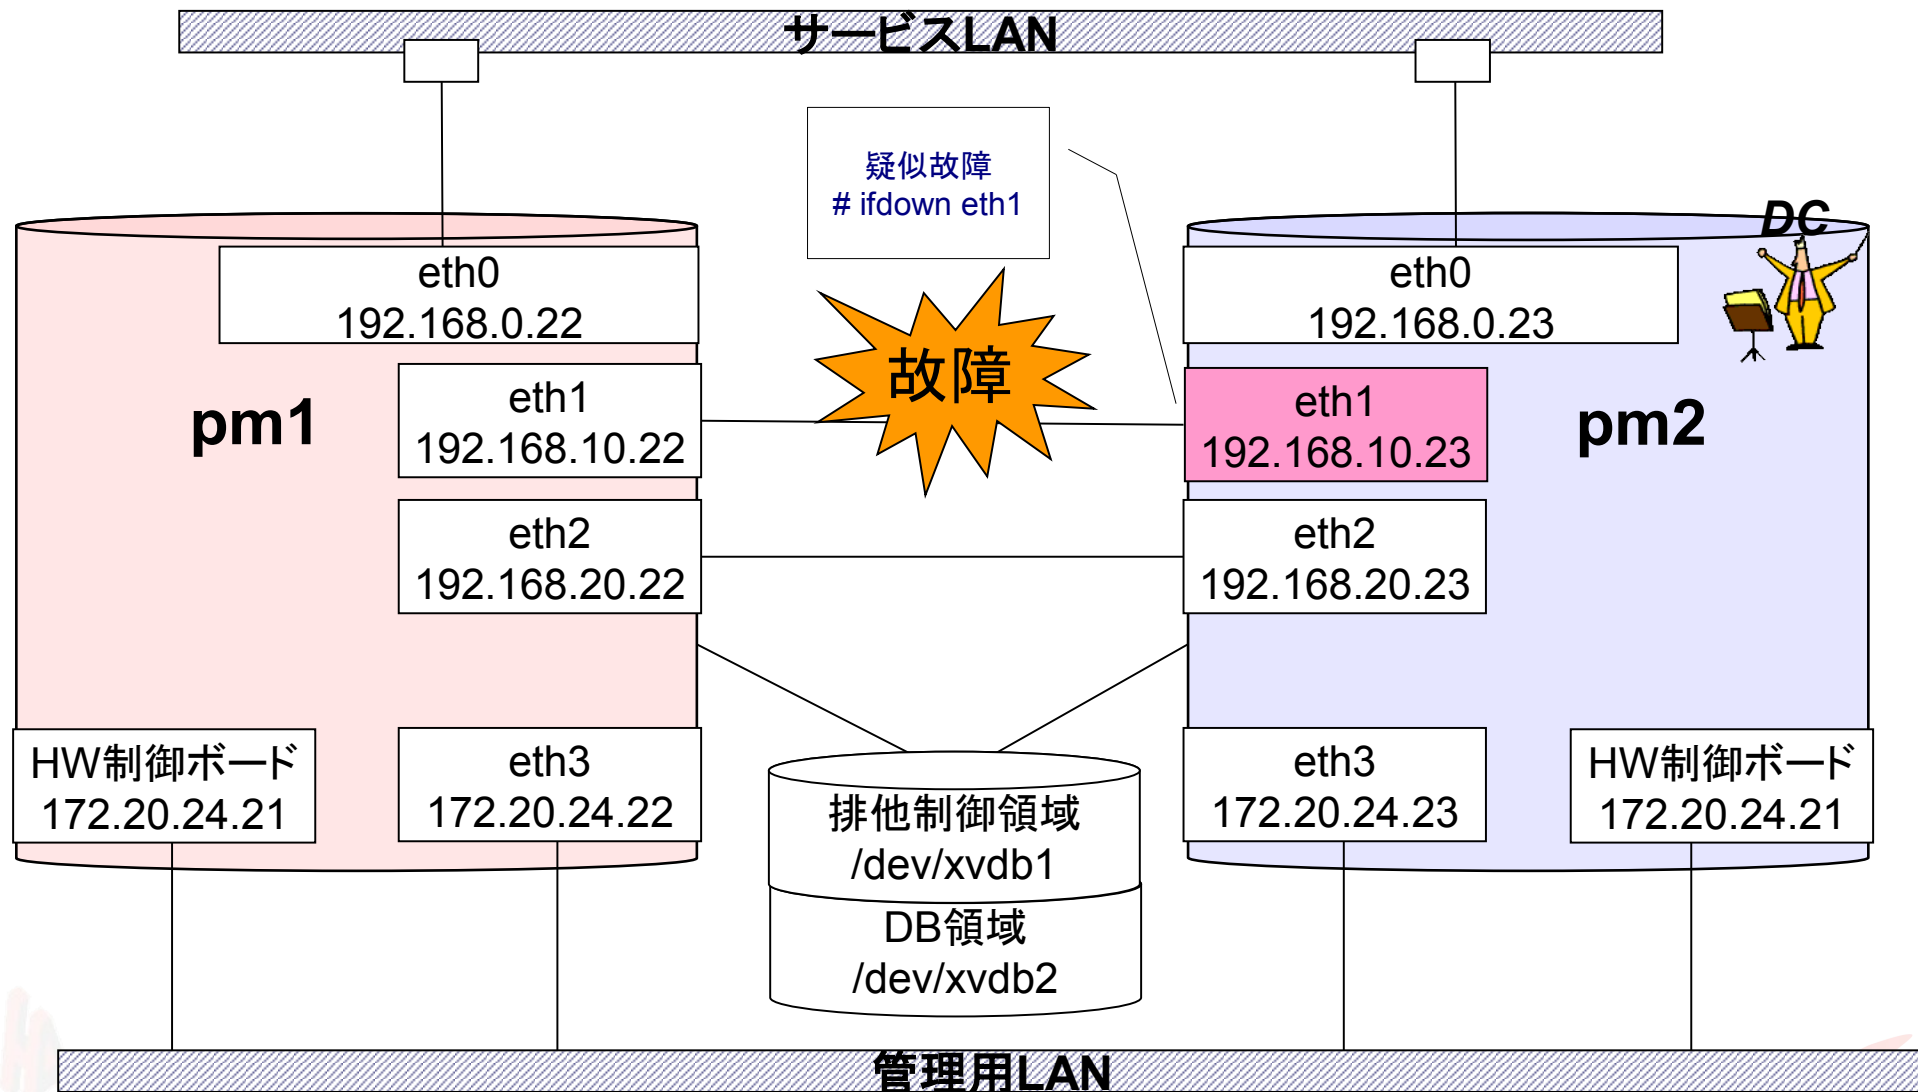 サービスLAN
疑似故障
# ifdown eth1
DC
eth0
192.168.0.22
eth0
192.168.0.23
故障
pm1
eth1
192.168.10.22
eth1
192.168.10.23
pm2
eth2
192.168.20.22
eth2
192.168.20.23
HW制御ボード
172.20.24.21
eth3
172.20.24.22
排他制御領域
/dev/xvdb1
DB領域
/dev/xvdb2
eth3
172.20.24.23
HW制御ボード
172.20.24.21
管理用LAN